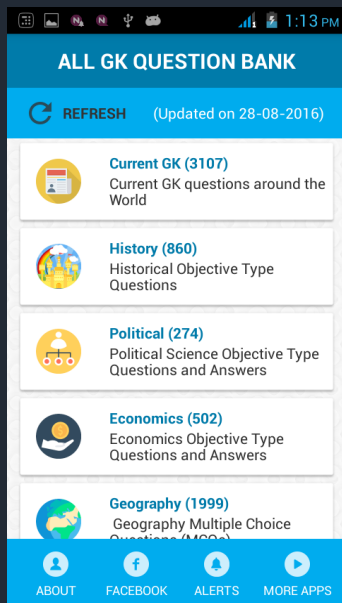 1:13 PM
ALL GK QUESTION BANK
REFRESH (Updated on 28-08-2016)
Current GK (3107)
Current GK questions around the
World
History (860)
Historical Objective Type
Questions
Political (274)
Political Science Objective Type
Questions and Answers
Economics (502)
Economics Objective Type
Questions and Answers
Geography (1999)
Geography Multiple Choice
Questions (MCQs)
ABOUT FACEBOOK ALERTS MORE APPS